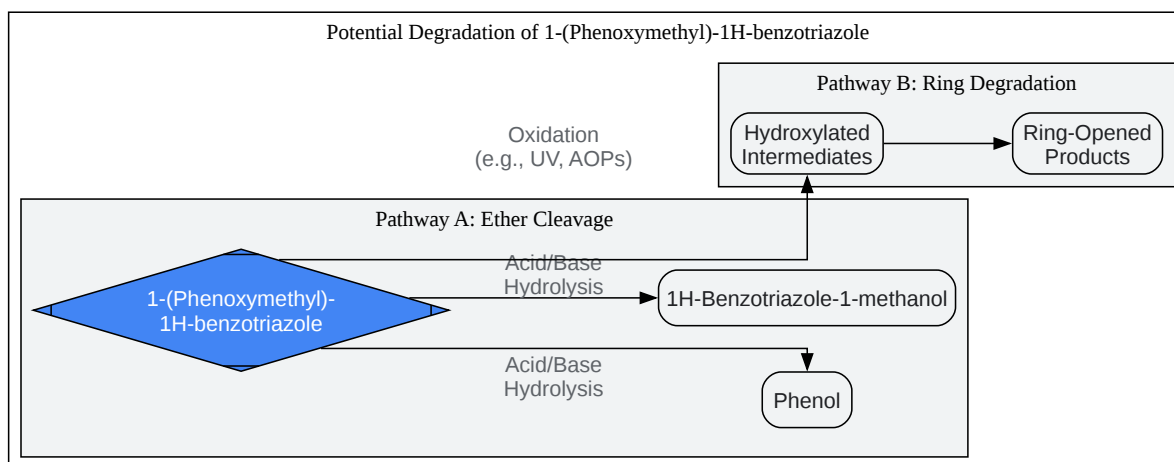 Potential Degradation of 1-(Phenoxymethyl)-1H-benzotriazole
Pathway B: Ring Degradation
Oxidation
(e.g., UV, AOPs)
Hydroxylated
Intermediates
Ring-Opened
Products
Pathway A: Ether Cleavage
1-(Phenoxymethyl)-
1H-benzotriazole
Acid/Base
Hydrolysis
1H-Benzotriazole-1-methanol
Acid/Base
Hydrolysis
Phenol